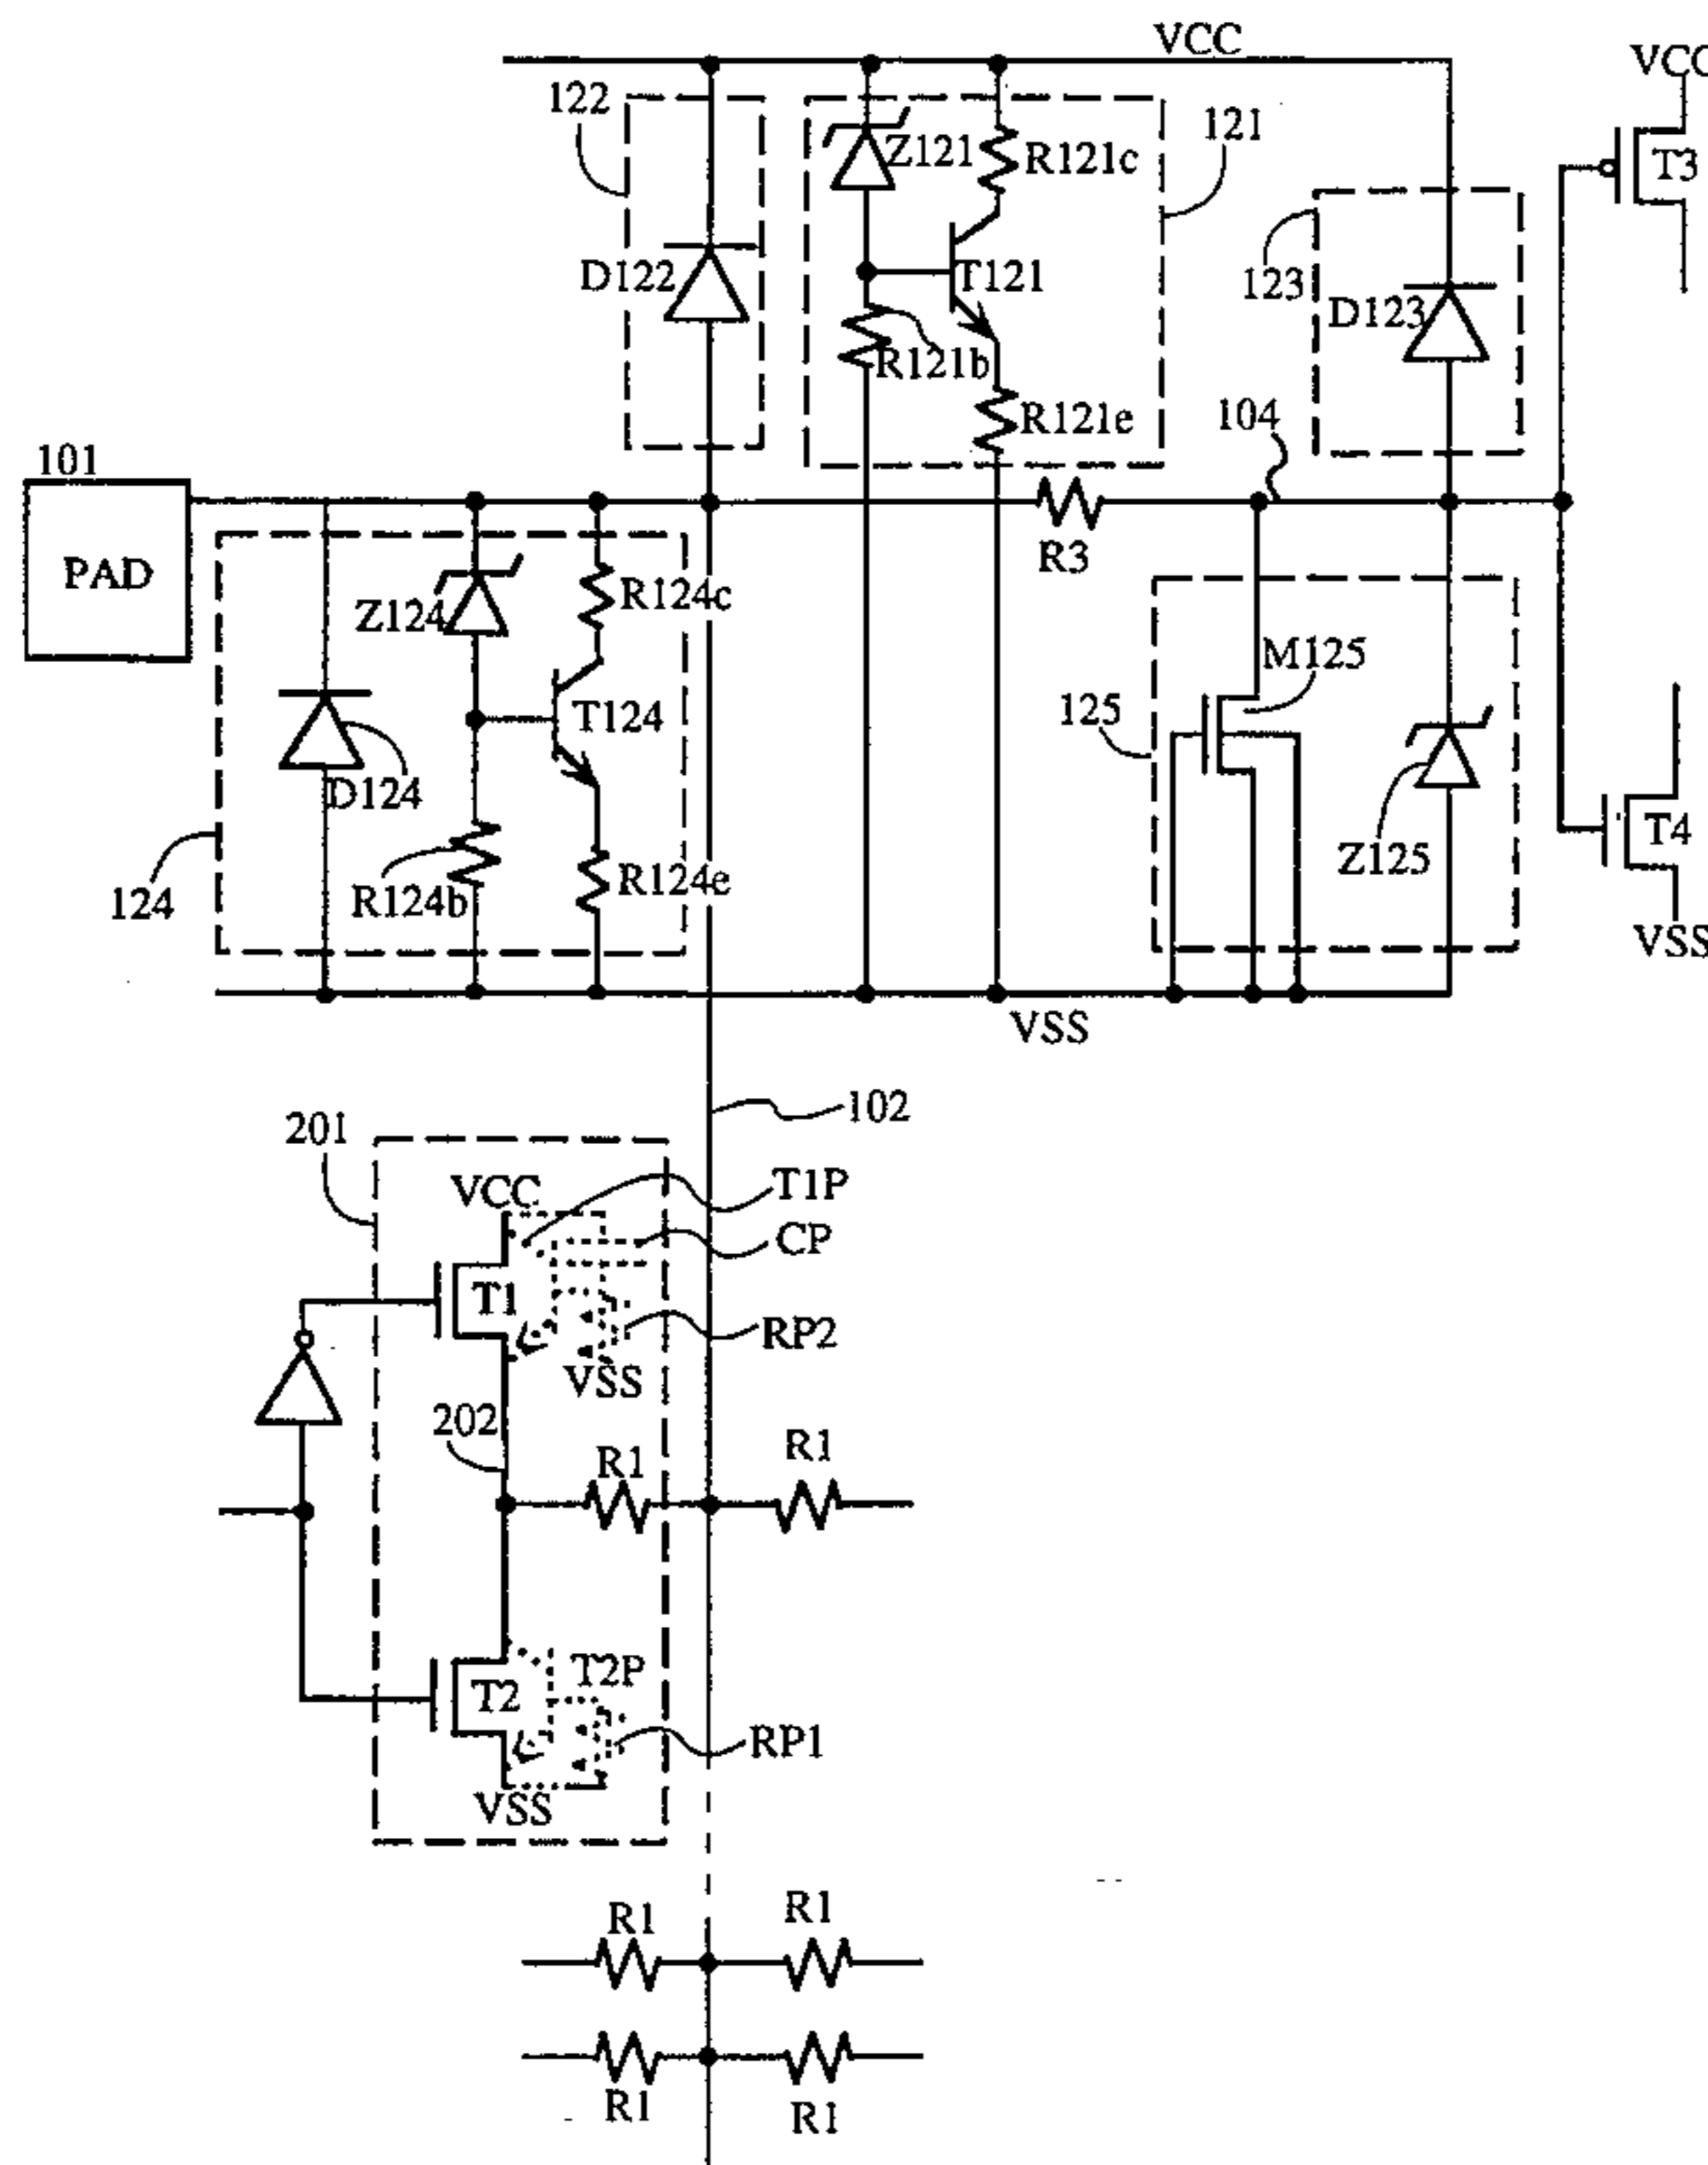 VCC
VCC
122
Z121
R121c
121
T3
D122
T121
123
D123
R121b
R121e
104
101
PAD
R3
Z124
R124c
M125
T124
125
D124
Z125
T4
124
R124b
R124e
VSS
VSS
102
201
VCC
T1P
CP
T1
RP2
VSS
202
R1
R1
T2P
T2
RP1
VSS
R1
R1
R1
R1